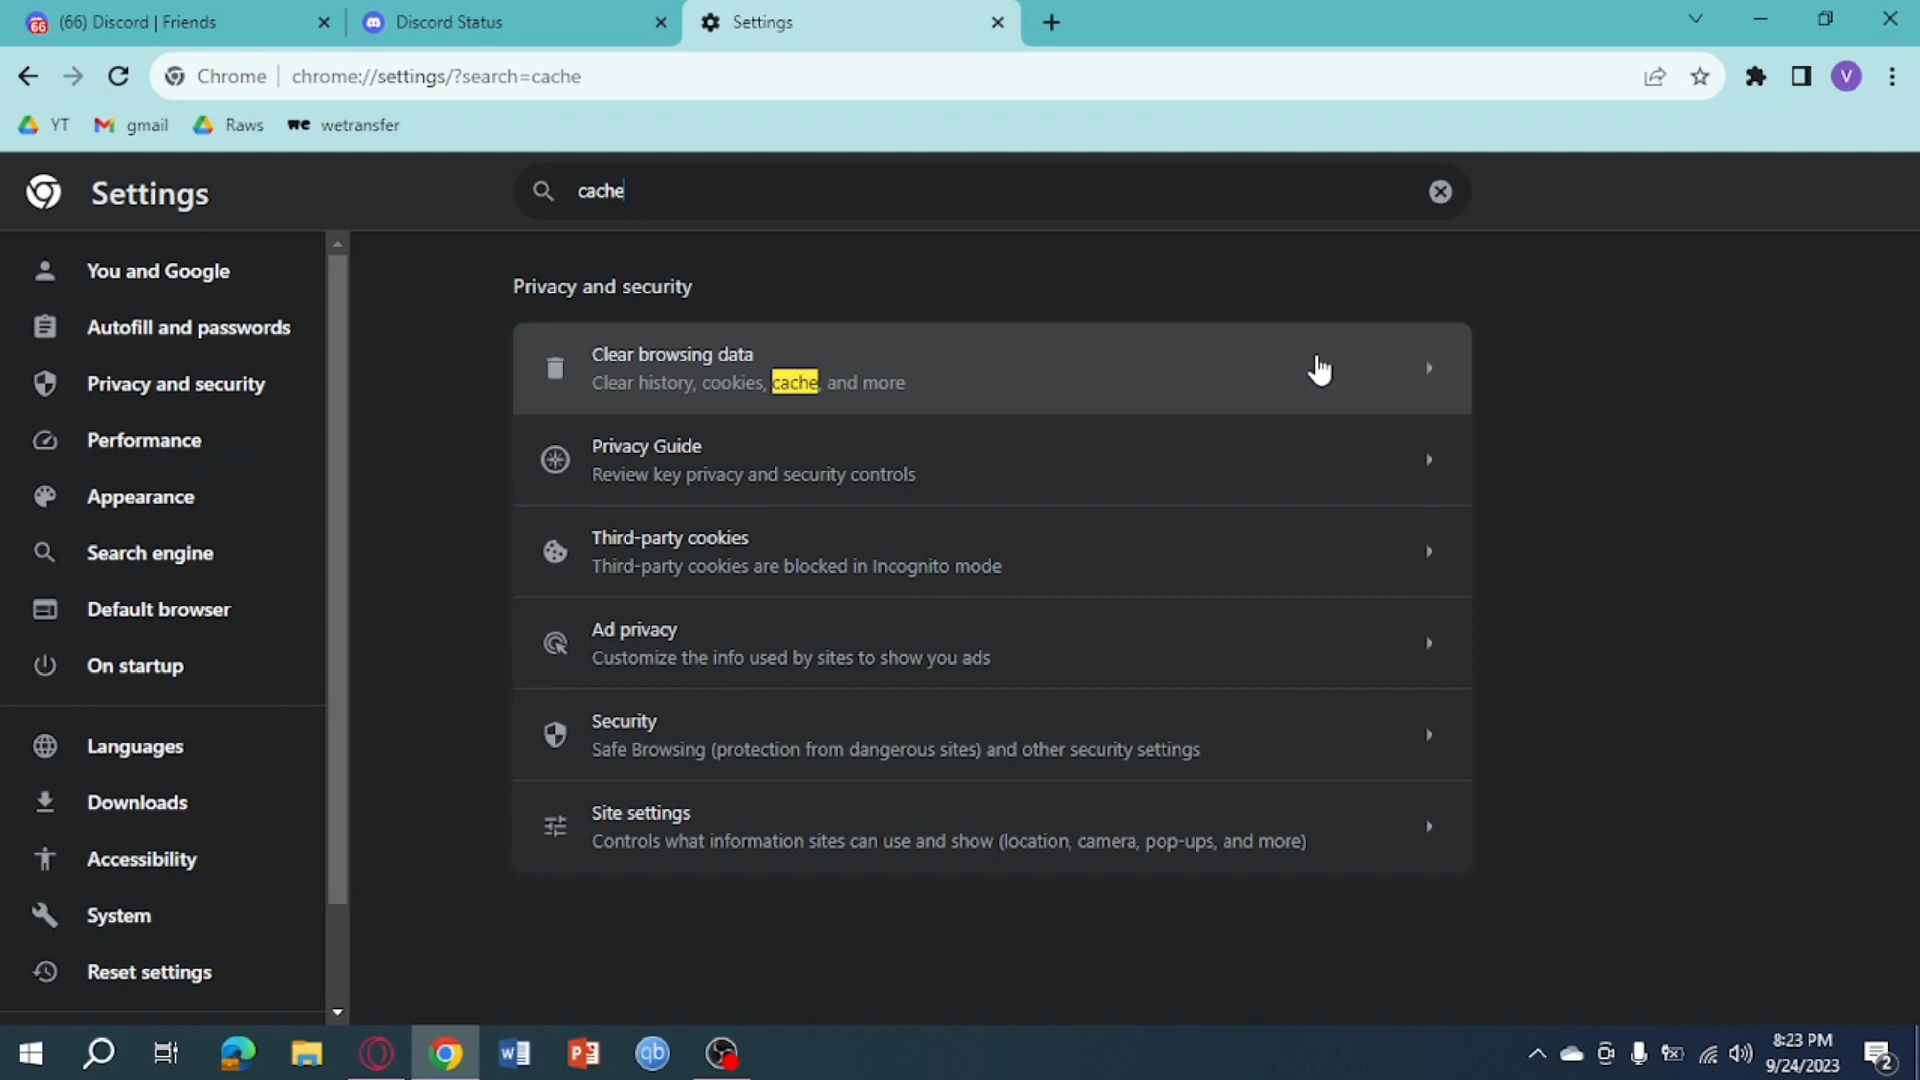 66 (66) Discord | Friends
Discord Status
Settings
Chrome chrome://settings/?search=cache
V
YT
gmail
Raws
we wetransfer
Settings
cache
You and Google
Autofill and passwords
Privacy and security
Performance
Appearance
Search engine
Default browser
On startup
Languages
Downloads
Accessibility
System
Reset settings
Privacy and security
Clear browsing data
Clear history, cookies, cache, and more
Privacy Guide
Review key privacy and security controls
Third-party cookies
Third-party cookies are blocked in Incognito mode
Ad privacy
Customize the info used by sites to show you ads
Security
Safe Browsing (protection from dangerous sites) and other security settings
Site settings
Controls what information sites can use and show (location, camera, pop-ups, and more)
W
P
qb
8:23 PM
9/24/2023
2